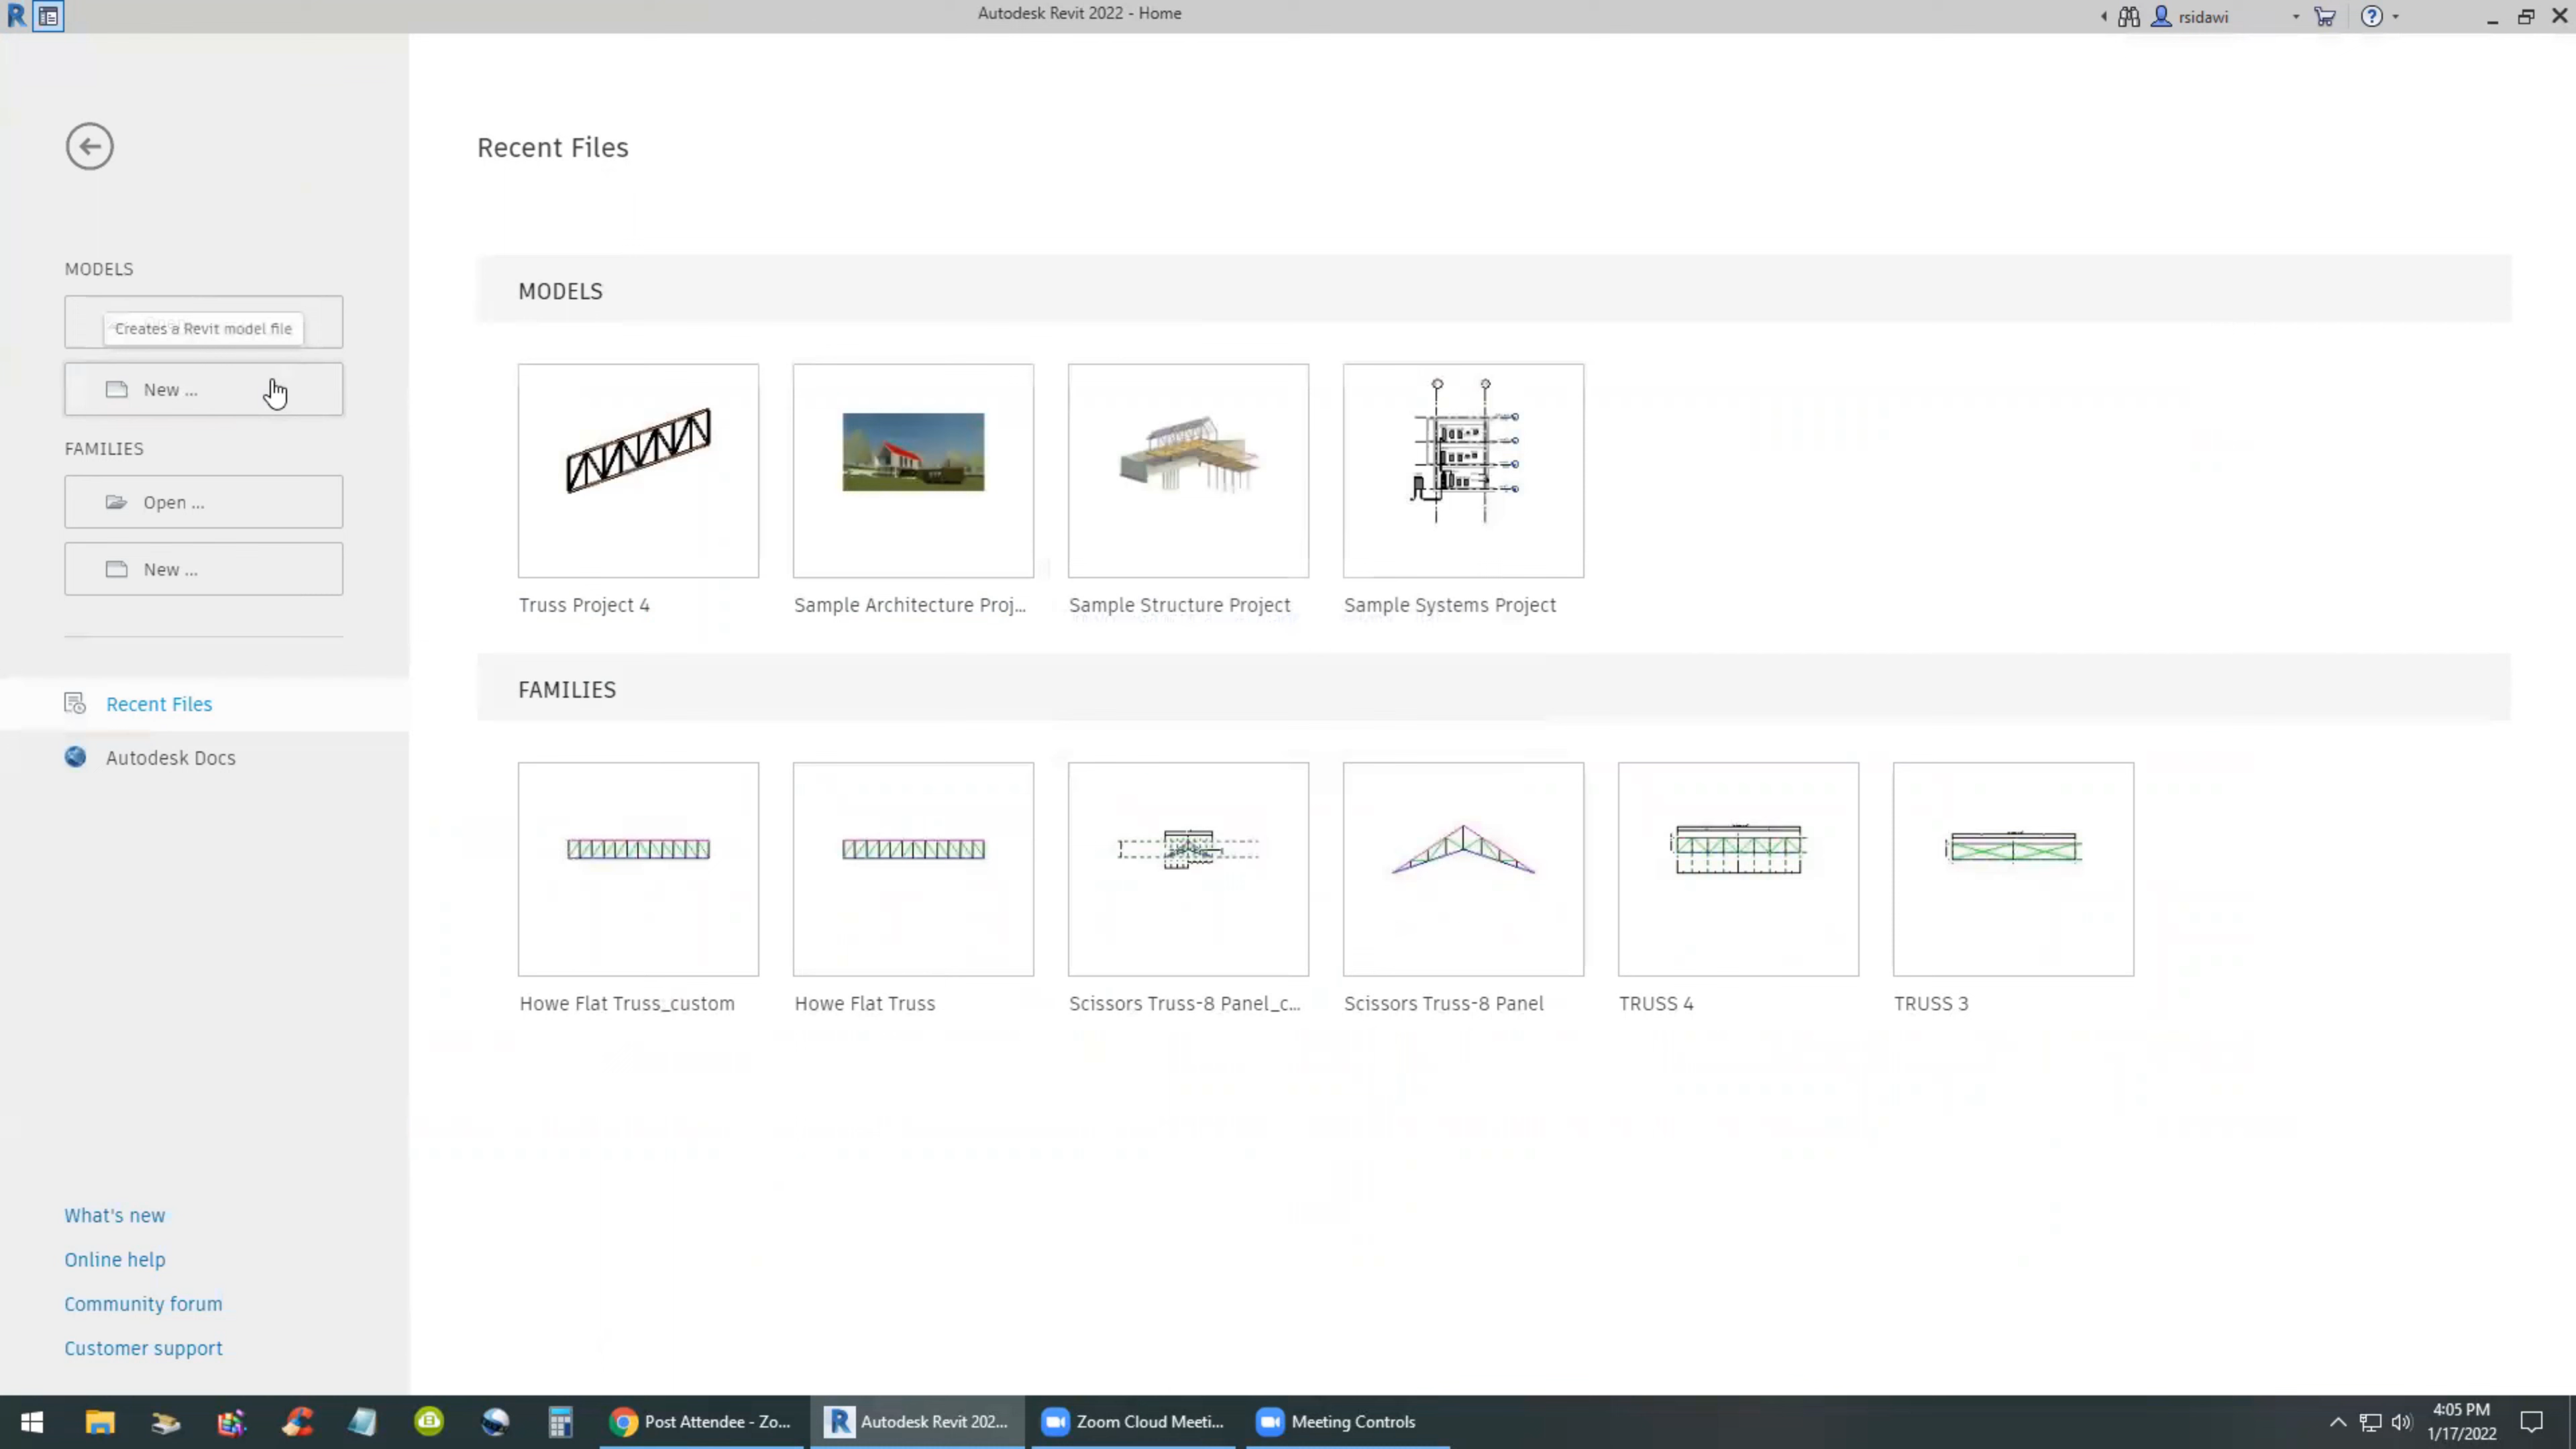 Autodesk Revit 2022 - Home
rsidawi
Recent Files
MODELS
Creates a Revit model file
New ...
FAMILIES
Open ...
New ...
Recent Files
Autodesk Docs
What's new
Online help
Community forum
Customer support
MODELS
Truss Project 4
Sample Architecture Proj...
Sample Structure Project
Sample Systems Project
FAMILIES
Howe Flat Truss_custom
Howe Flat Truss
Scissors Truss-8 Panel_c...
Scissors Truss-8 Panel
TRUSS 4
TRUSS 3
Post Attendee - Zo...
Autodesk Revit 202...
Zoom Cloud Meeti...
Meeting Controls
4:05 PM
1/17/2022